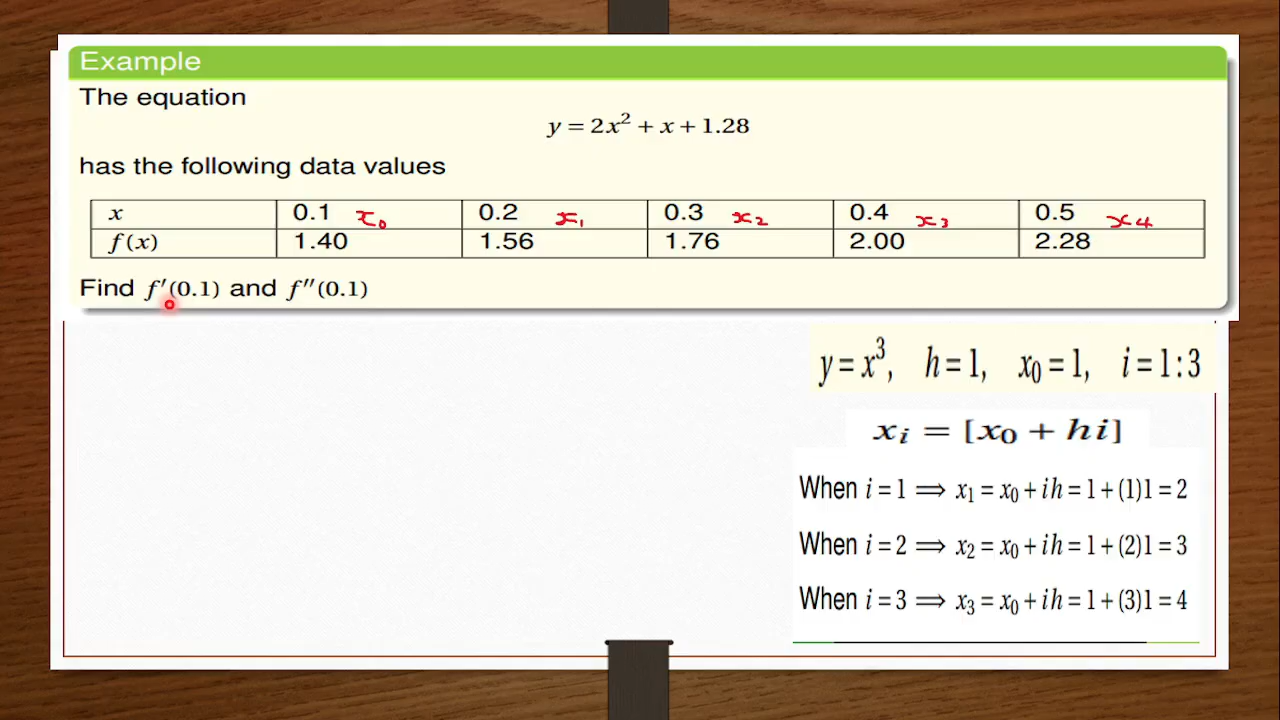 Example
The equation
y = 2x² + x + 1.28
has the following data values
x 0.1 x₀ 0.2 x₁ 0.3 x₂ 0.4 x₃ 0.5 x₄
f(x) 1.40 1.56 1.76 2.00 2.28
Find f′(0.1) and f″(0.1)
y = x³, h = 1, x₀ = 1, i = 1:3
xᵢ = [x₀ + hi]
When i = 1 ⟹ x₁ = x₀ + ih = 1 + (1)1 = 2
When i = 2 ⟹ x₂ = x₀ + ih = 1 + (2)1 = 3
When i = 3 ⟹ x₃ = x₀ + ih = 1 + (3)1 = 4